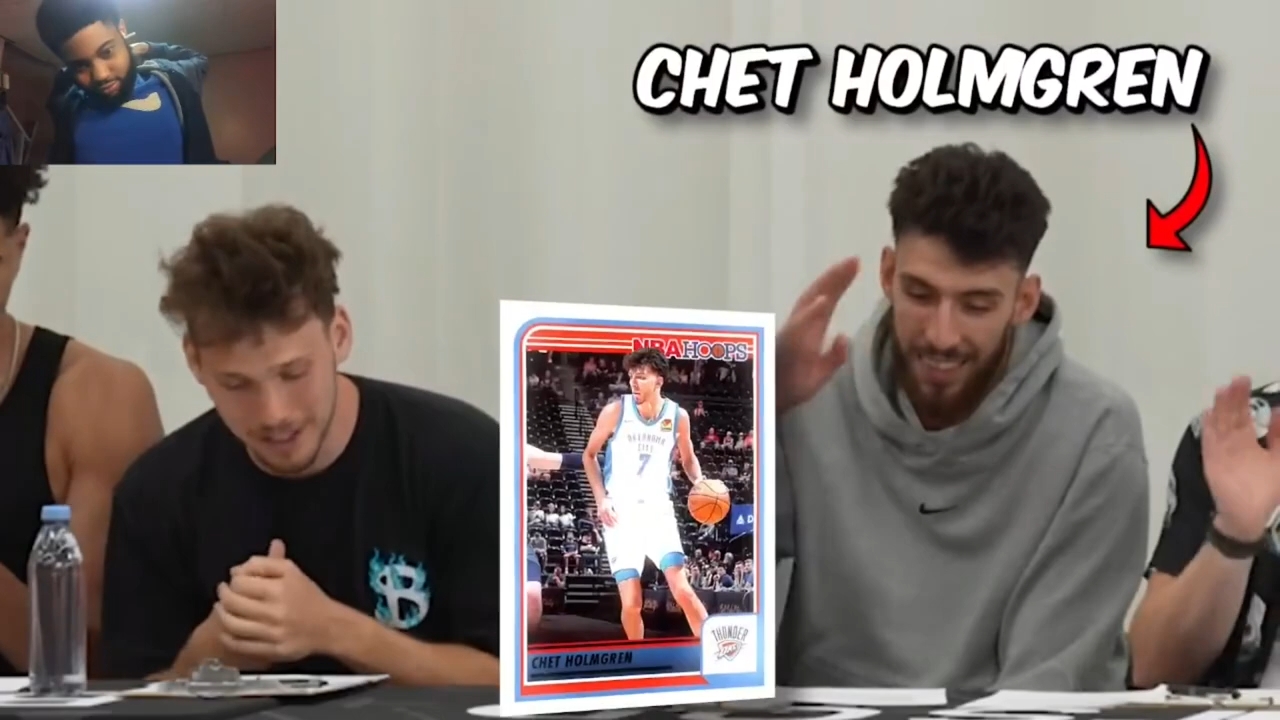 CHET HOLMGREN
NBA HOOPS
OKLAHOMA
CITY
7
CHET HOLMGREN
THUNDER
B